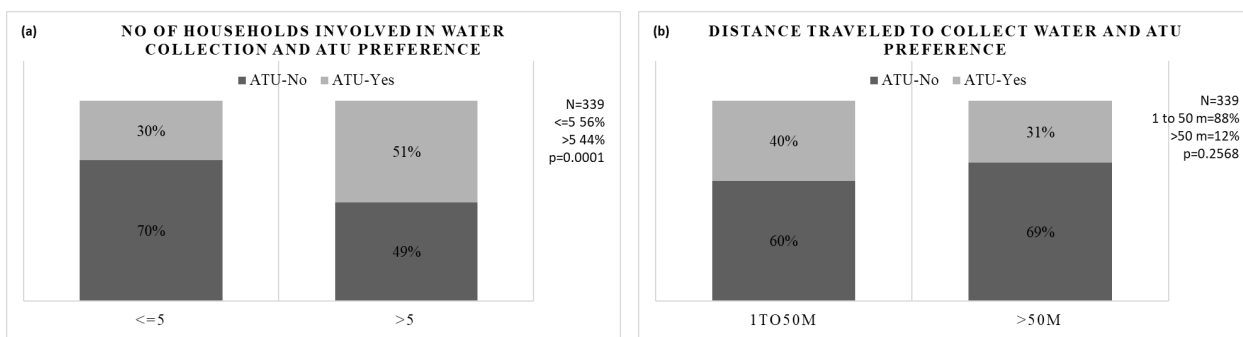 (a) NO OF HOUSEHOLDS INVOLVED IN WATER
COLLECTION AND ATU PREFERENCE
ATU-No ATU-Yes
N=339
<=5 56%
>5 44%
p=0.0001
30%
51%
70%
49%
<=5 >5
(b) DISTANCE TRAVELED TO COLLECT WATER AND ATU
PREFERENCE
ATU-No ATU-Yes
N=339
1 to 50 m=88%
>50 m=12%
p=0.2568
40%
31%
60%
69%
1TO50M >50M